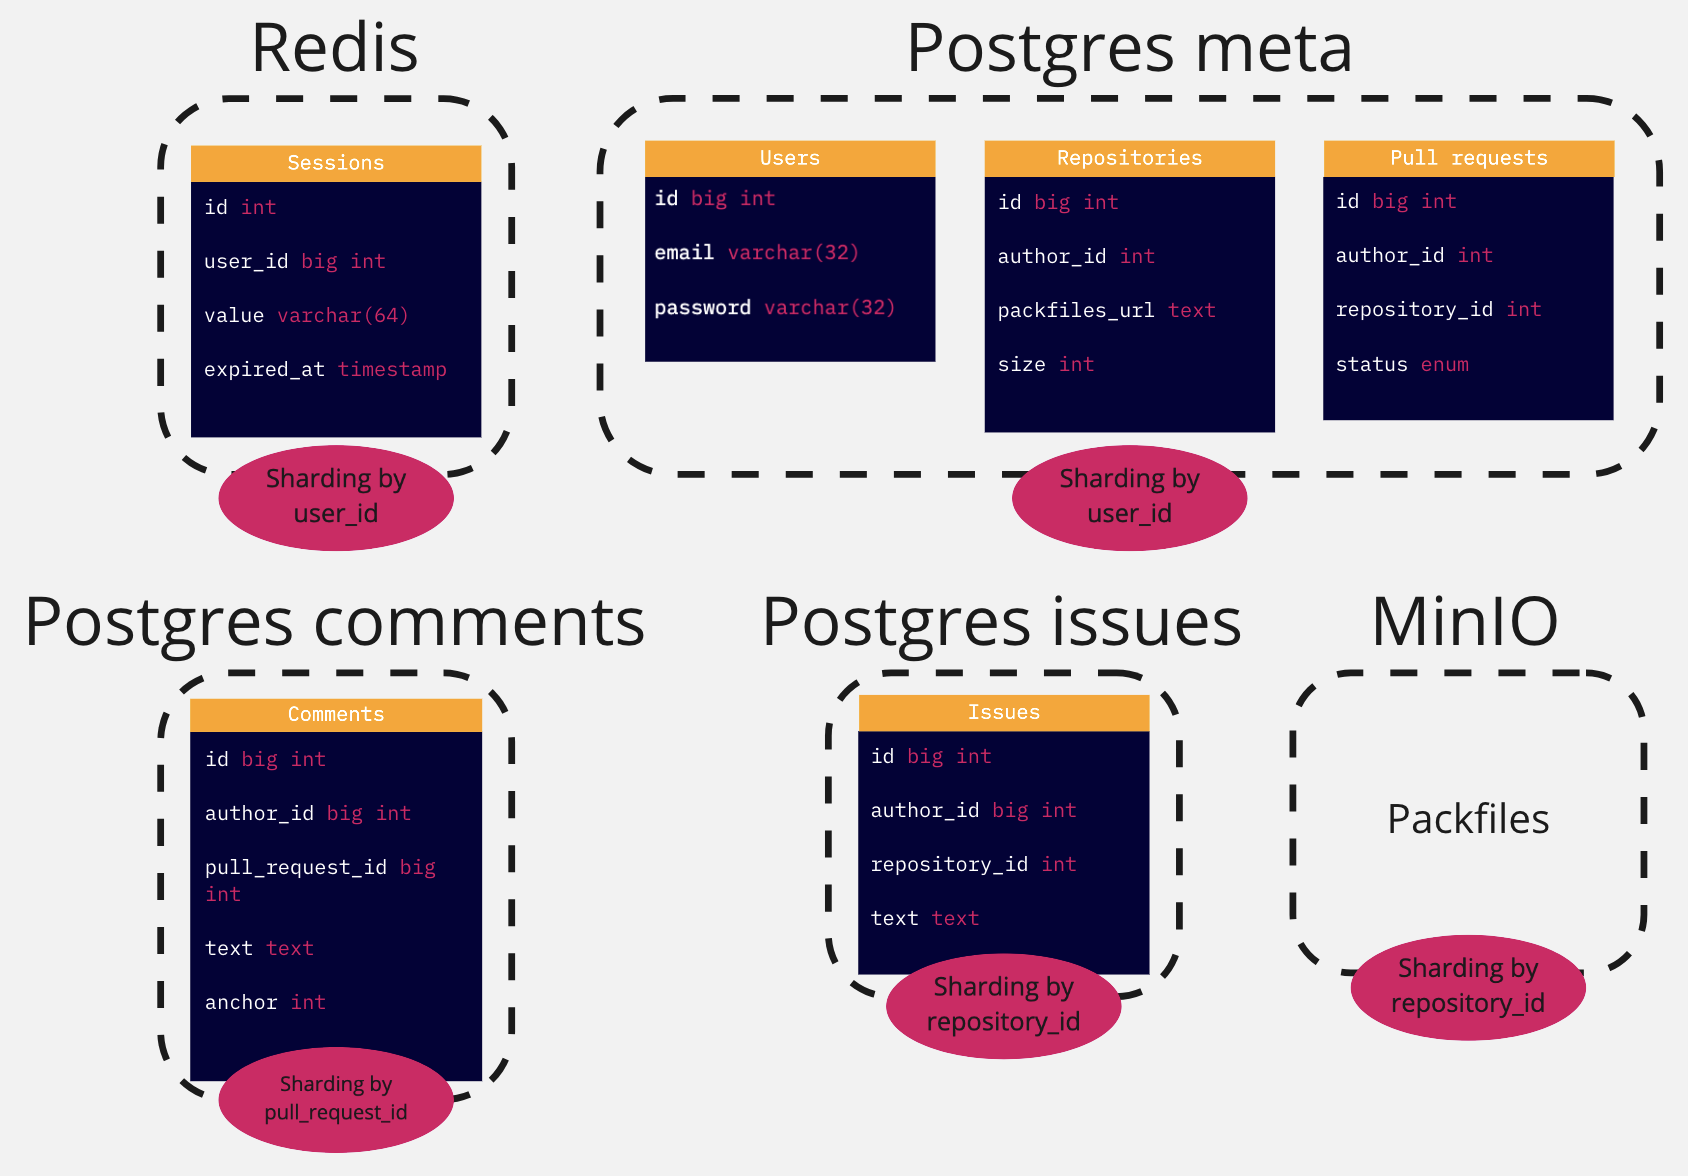 Redis
Sessions
id int
user_id big int
value varchar(64)
expired_at timestamp
Sharding by
user_id
Postgres meta
Users
id big int
email varchar(32)
password varchar(32)
Repositories
id big int
author_id int
packfiles_url text
size int
Pull requests
id big int
author_id int
repository_id int
status enum
Sharding by
user_id
Postgres comments
Comments
id big int
author_id big int
pull_request_id big
int
text text
anchor int
Sharding by
pull_request_id
Postgres issues
Issues
id big int
author_id big int
repository_id int
text text
Sharding by
repository_id
MinIO
Packfiles
Sharding by
repository_id